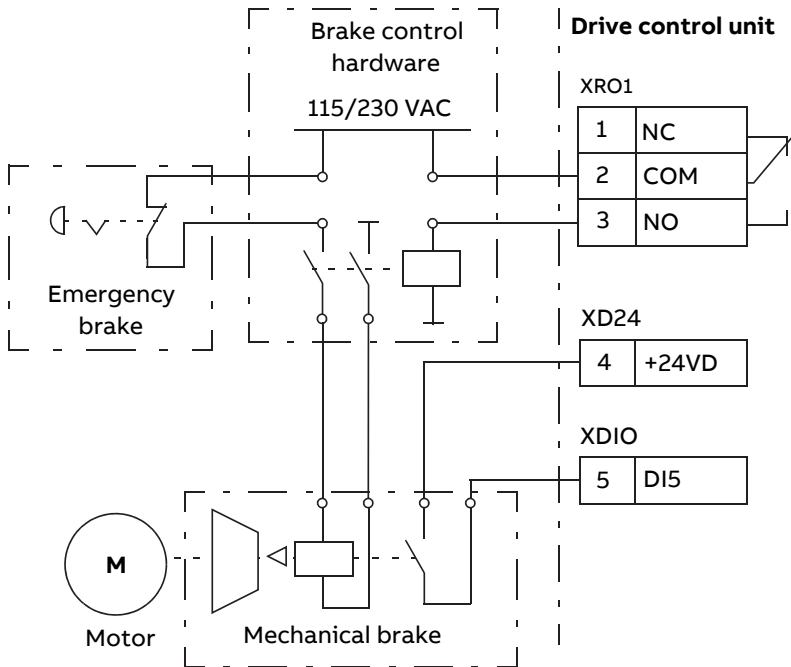 Brake control
hardware
115/230 VAC
Drive control unit
XRO1
1 NC
2 COM
3 NO
Emergency
brake
XD24
4 +24VD
XDIO
5 DI5
M
Motor
Mechanical brake